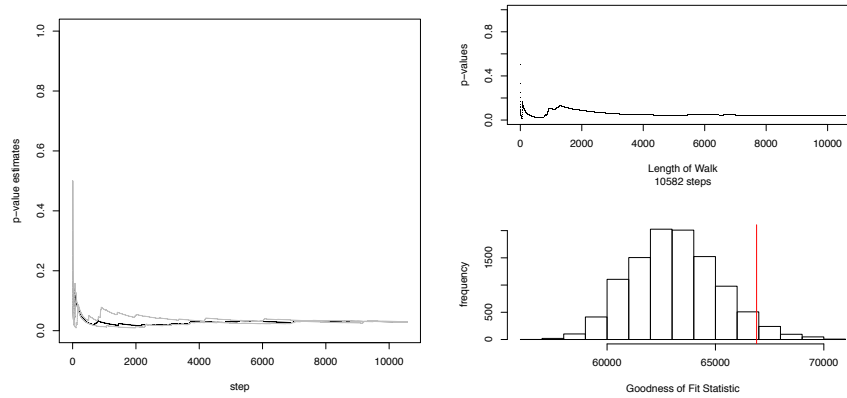 1.0
0.8
0.6
0.4
0.2
0.0
p−value estimates
0 2000 4000 6000 8000 10000
step
0.8
0.4
0.0
p−values
0 2000 4000 6000 8000 10000
Length of Walk
10582 steps
1500
500
0
frequency
60000 65000 70000
Goodness of Fit Statistic